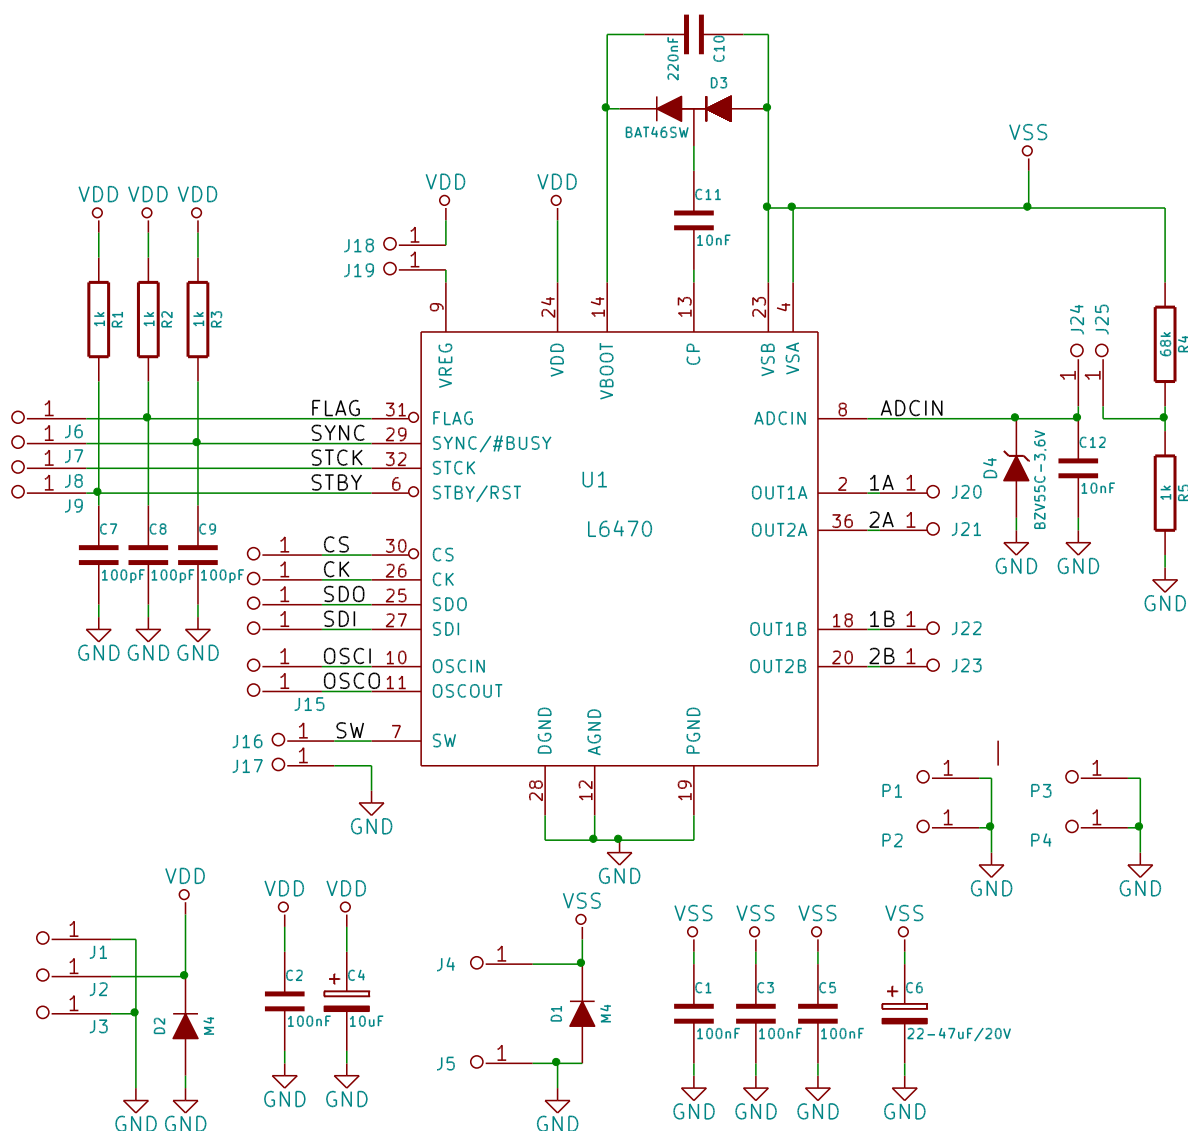 220nF
C10
D3
BAT46SW
VSS
C11
10nF
VDD VDD VDD
VDD
VDD
J18 1
J19 1
1k R1
1k R2
1k R3
9
24
14
13
23
4
VREG
VDD
VBOOT
CP
VSB
VSA
J24
J25
1
1
68k R4
1 FLAG 31 FLAG
J6
1 SYNC 29 SYNC/#BUSY
J7
1 STCK 32 STCK
J8
1 STBY 6 STBY/RST
J9
ADCIN 8 ADCIN
D4
BZV55C-3.6V
C12
10nF
1k R5
GND GND
GND
U1
L6470
OUT1A 2 1A 1 J20
OUT2A 36 2A 1 J21
OUT1B 18 1B 1 J22
OUT2B 20 2B 1 J23
C7 C8 C9
100pF 100pF 100pF
GND GND GND
1 CS 30 CS
1 CK 26 CK
1 SDO 25 SDO
1 SDI 27 SDI
1 OSCI 10 OSCIN
1 OSCO 11 OSCOUT
J15
J16 1 SW 7 SW
J17 1
GND
DGND
AGND
PGND
28
12
19
GND
P1 1
P2 1
GND
P3 1
P4 1
GND
VDD
1
J1
1
J2
1
J3
D2
M4
GND GND
VDD VDD
C2
100nF
+ C4
10uF
GND GND
VSS
J4 1
D1
M4
J5 1
GND
VSS VSS VSS VSS
C1 C3 C5 + C6
100nF 100nF 100nF 22-47uF/20V
GND GND GND GND